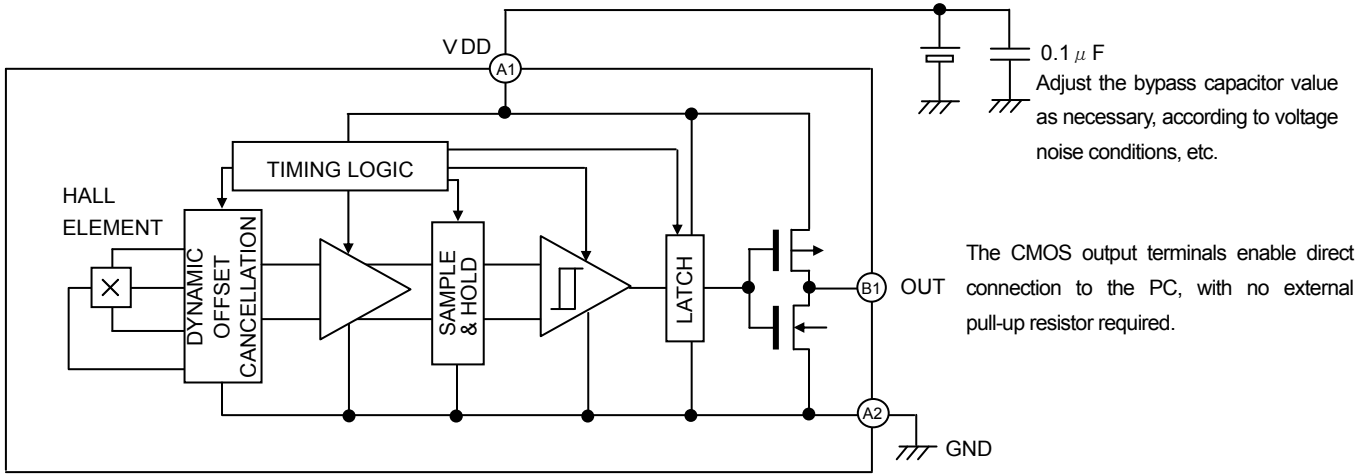 VDD
A1
0.1 μ F
Adjust the bypass capacitor value
as necessary, according to voltage
noise conditions, etc.
TIMING LOGIC
HALL
ELEMENT
DYNAMIC
OFFSET
CANCELLATION
SAMPLE
& HOLD
LATCH
The CMOS output terminals enable direct
connection to the PC, with no external
pull-up resistor required.
B1 OUT
A2
GND